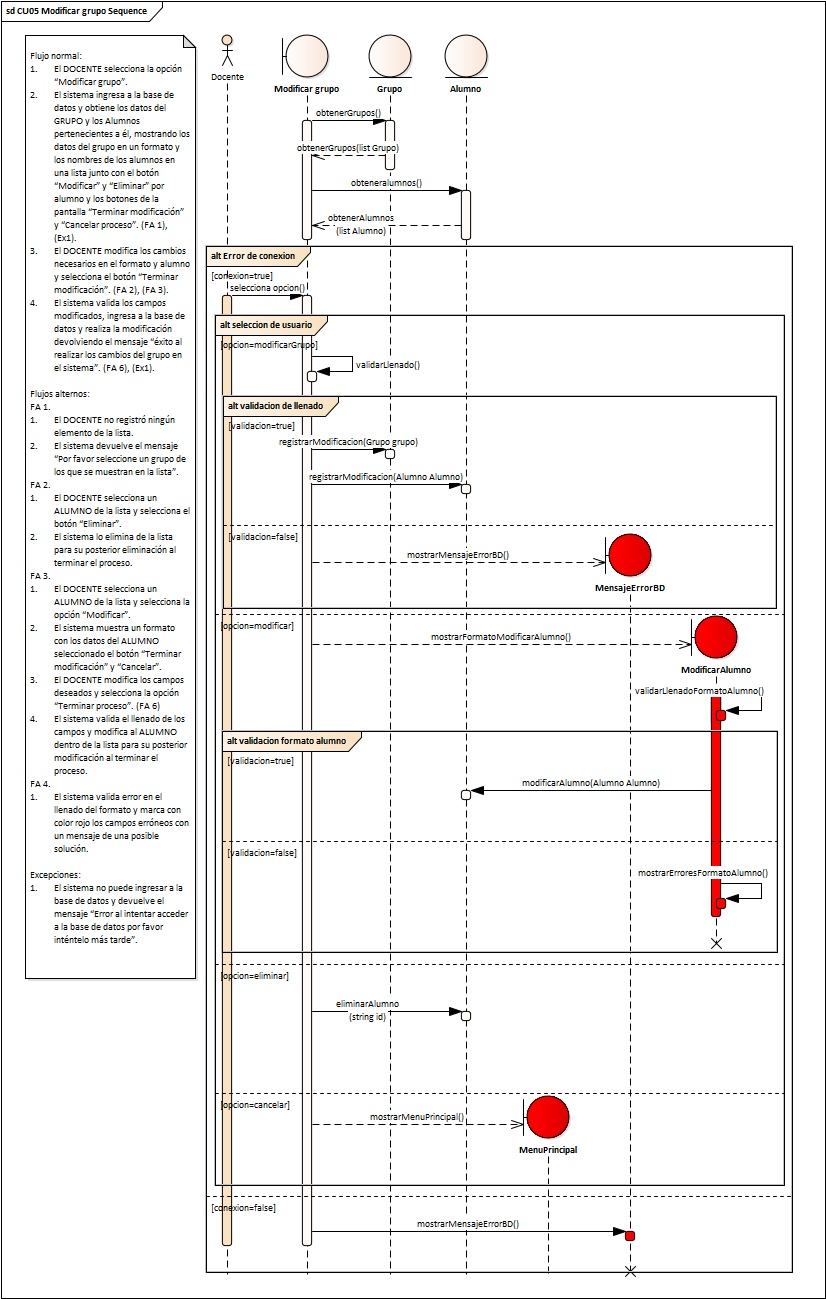 sd CU05 Modificar grupo Sequence
Flujo normal:
1. El DOCENTE selecciona la opción
"Modificar grupo".
2. El sistema ingresa a la base de
datos y obtiene los datos del
GRUPO y los Alumnos
pertenecientes a él, mostrando los
datos del grupo en un formato y
los nombres de los alumnos en
una lista junto con el botón
"Modificar" y "Eliminar" por
alumno y los botones de la
pantalla "Terminar modificación"
y "Cancelar proceso". (FA 1),
(Ex1).
3. El DOCENTE modifica los cambios
necesarios en el formato y alumno
y selecciona el botón "Terminar
modificación". (FA 2), (FA 3).
4. El sistema valida los campos
modificados, ingresa a la base de
datos y realiza la modificación
devolviendo el mensaje "éxito al
realizar los cambios del grupo en
el sistema". (FA 6), (Ex1).
Flujos alternos:
FA 1.
1. El DOCENTE no registró ningún
elemento de la lista.
2. El sistema devuelve el mensaje
"Por favor seleccione un grupo de
los que se muestran en la lista".
FA 2.
1. El DOCENTE selecciona un
ALUMNO de la lista y selecciona el
botón "Eliminar".
2. El sistema lo elimina de la lista
para su posterior eliminación al
terminar el proceso.
FA 3.
1. El DOCENTE selecciona un
ALUMNO de la lista y selecciona la
opción "Modificar".
2. El sistema muestra un formato
con los datos del ALUMNO
seleccionado el botón "Terminar
modificación" y "Cancelar".
3. El DOCENTE modifica los campos
deseados y selecciona la opción
"Terminar proceso". (FA 6)
4. El sistema valida el llenado de los
campos y modifica al ALUMNO
dentro de la lista para su posterior
modificación al terminar el
proceso.
FA 4.
1. El sistema valida error en el
llenado del formato y marca con
color rojo los campos erróneos con
un mensaje de una posible
solución.
Excepciones:
1. El sistema no puede ingresar a la
base de datos y devuelve el
mensaje "Error al intentar acceder
a la base de datos por favor
inténtelo más tarde".
Docente
Modificar grupo
Grupo
Alumno
obtenerGrupos()
obtenerGrupos(list Grupo)
obteneralumnos()
obtenerAlumnos
(list Alumno)
alt Error de conexion
[conexion=true]
selecciona opcion()
alt seleccion de usuario
[opcion=modificarGrupo]
validarLlenado()
alt validacion de llenado
[validacion=true]
registrarModificacion(Grupo grupo)
registrarModificacion(Alumno Alumno)
[validacion=false]
mostrarMensajeErrorBD()
MensajeErrorBD
[opcion=modificar]
mostrarFormatoModificarAlumno()
ModificarAlumno
validarLlenadoFormatoAlumno()
alt validacion formato alumno
[validacion=true]
modificarAlumno(Alumno Alumno)
[validacion=false]
mostrarErroresFormatoAlumno()
[opcion=eliminar]
eliminarAlumno
(string id)
[opcion=cancelar]
mostrarMenuPrincipal()
MenuPrincipal
[conexion=false]
mostrarMensajeErrorBD()